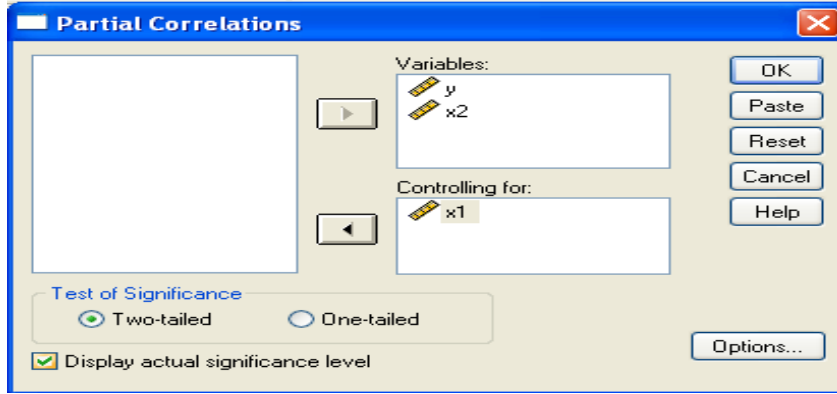 Partial Correlations
Variables:
y
x2
Controlling for:
x1
OK
Paste
Reset
Cancel
Help
Test of Significance
Two-tailed One-tailed
Display actual significance level
Options...